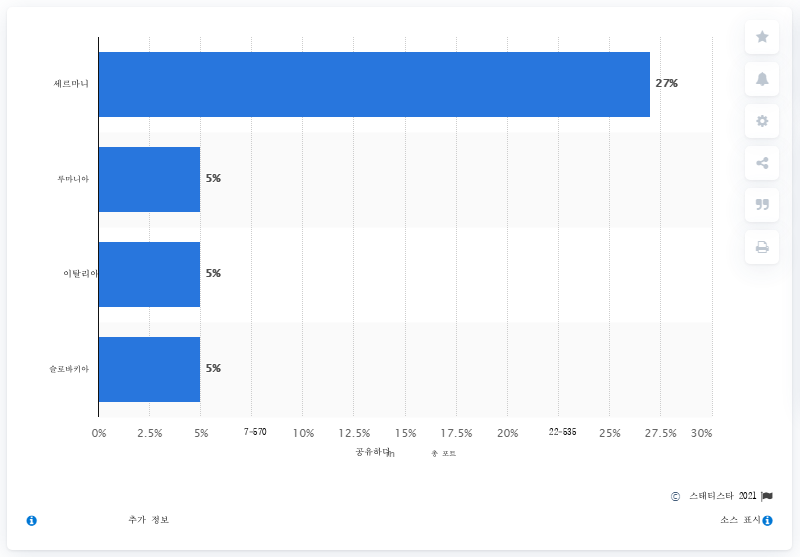 세르마니
27%
루마니아
5%
이탈리아
5%
슬로바키아
5%
0% 2.5% 5% 7-570 10% 12.5% 15% 17.5% 20% 22-535 25% 27.5% 30%
공유하다 in 총 포트
© 스태티스타 2021
추가 정보 소스 표시